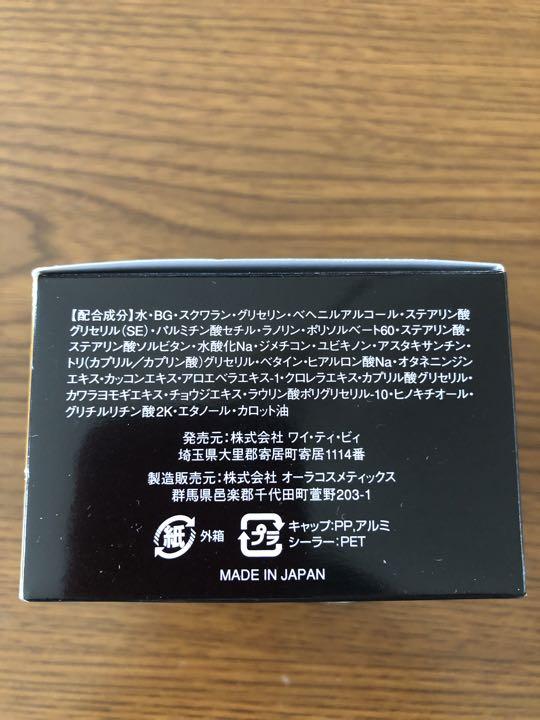 【配合成分】水・BG・スクワラン・グリセリン・ベヘニルアルコール・ステアリン酸
グリセリル(SE)・パルミチン酸セチル・ラノリン・ポリソルベート60・ステアリン酸・
ステアリン酸ソルビタン・水酸化Na・ジメチコン・ユビキノン・アスタキサンチン・
トリ(カプリル/カプリン酸)グリセリル・ベタイン・ヒアルロン酸Na・オタネニンジン
エキス・カッコンエキス・アロエベラエキス-1・クロレラエキス・カプリル酸グリセリル・
カワラヨモギエキス・チョウジエキス・ラウリン酸ポリグリセリル-10・ヒノキチオール・
グリチルリチン酸2K・エタノール・カロット油
発売元:株式会社 ワイ・ティ・ビィ
埼玉県大里郡寄居町寄居1114番
製造販売元:株式会社 オーラコスメティックス
群馬県邑楽郡千代田町萱野203-1
紙 外箱 プラ キャップ:PP,アルミ
シーラー:PET
MADE IN JAPAN